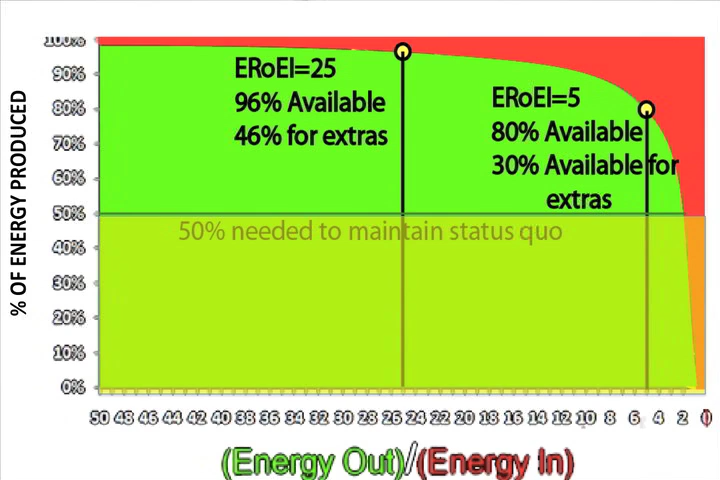 % OF ENERGY PRODUCED
100%
90%
80%
70%
60%
50%
40%
30%
20%
10%
0%
ERoEI=25
96% Available
46% for extras
ERoEI=5
80% Available
30% Available for
extras
50% needed to maintain status quo
50 48 46 44 42 40 38 36 34 32 30 28 26 24 22 20 18 16 14 12 10 8 6 4 2 0
(Energy Out)/(Energy In)